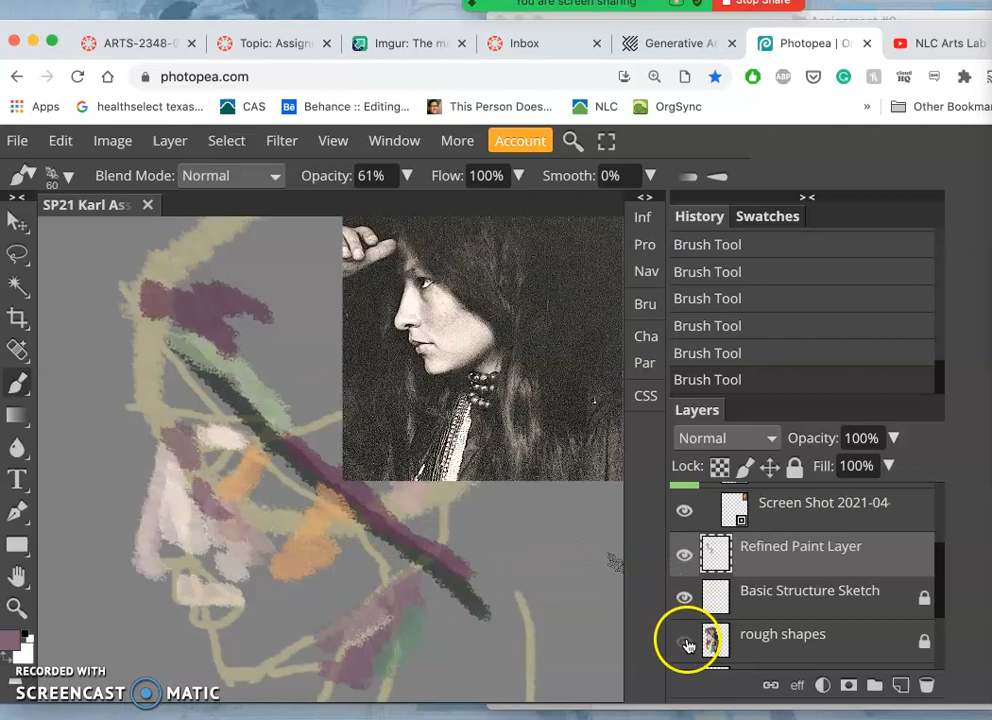 You are screen sharing
Stop Share
Assignment #9
ARTS-2348-0
Topic: Assign
Imgur: The m
Inbox
Generative A
Photopea | O
NLC Arts Lab
photopea.com
Apps
healthselect texas...
CAS
Behance :: Editing...
This Person Does...
NLC
OrgSync
»
Other Bookma
File
Edit
Image
Layer
Select
Filter
View
Window
More
Account
60
Blend Mode:
Normal
Opacity:
61%
Flow:
100%
Smooth:
0%
> <
SP21 Karl As
<>
> <
Inf
Pro
Nav
Bru
Cha
Par
CSS
History
Swatches
Brush Tool
Brush Tool
Brush Tool
Brush Tool
Brush Tool
Brush Tool
Layers
Normal
Opacity:
100%
Lock:
Fill:
100%
Screen Shot 2021-04-
Refined Paint Layer
Basic Structure Sketch
rough shapes
eff
RECORDED WITH
SCREENCAST MATIC